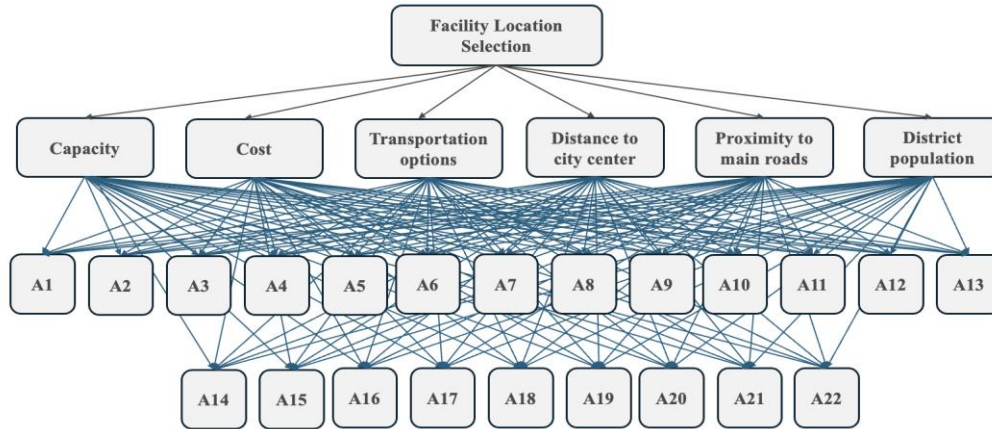 Facility Location
Selection
Capacity
Cost
Transportation
options
Distance to
city center
Proximity to
main roads
District
population
A1
A2
A3
A4
A5
A6
A7
A8
A9
A10
A11
A12
A13
A14
A15
A16
A17
A18
A19
A20
A21
A22